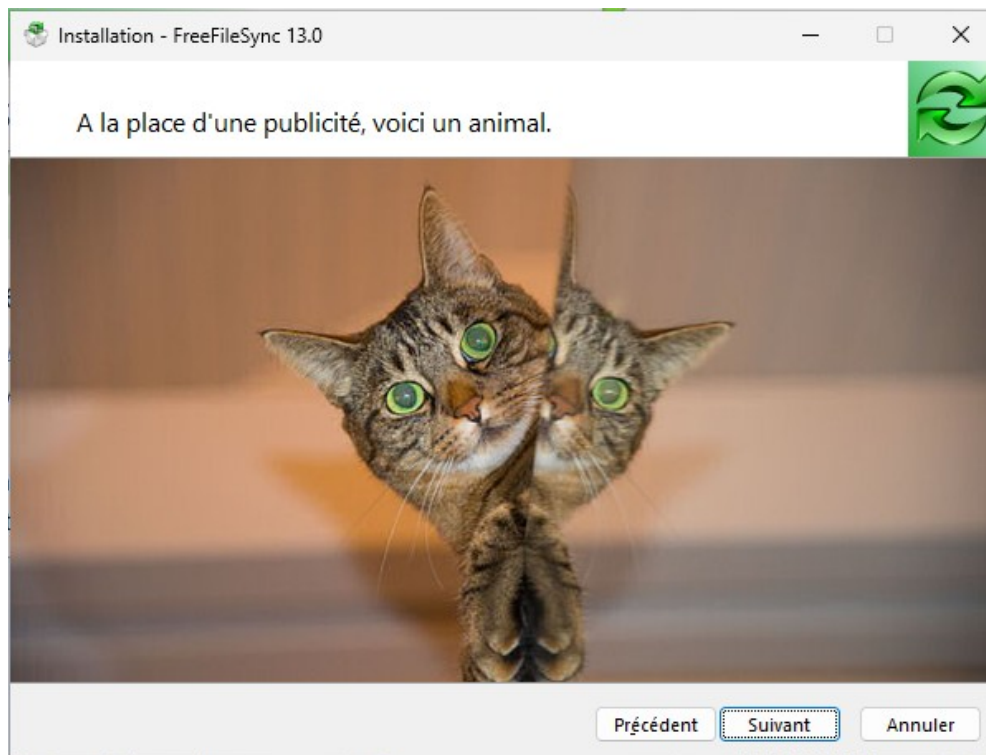 Installation - FreeFileSync 13.0
A la place d'une publicité, voici un animal.
Précédent
Suivant
Annuler